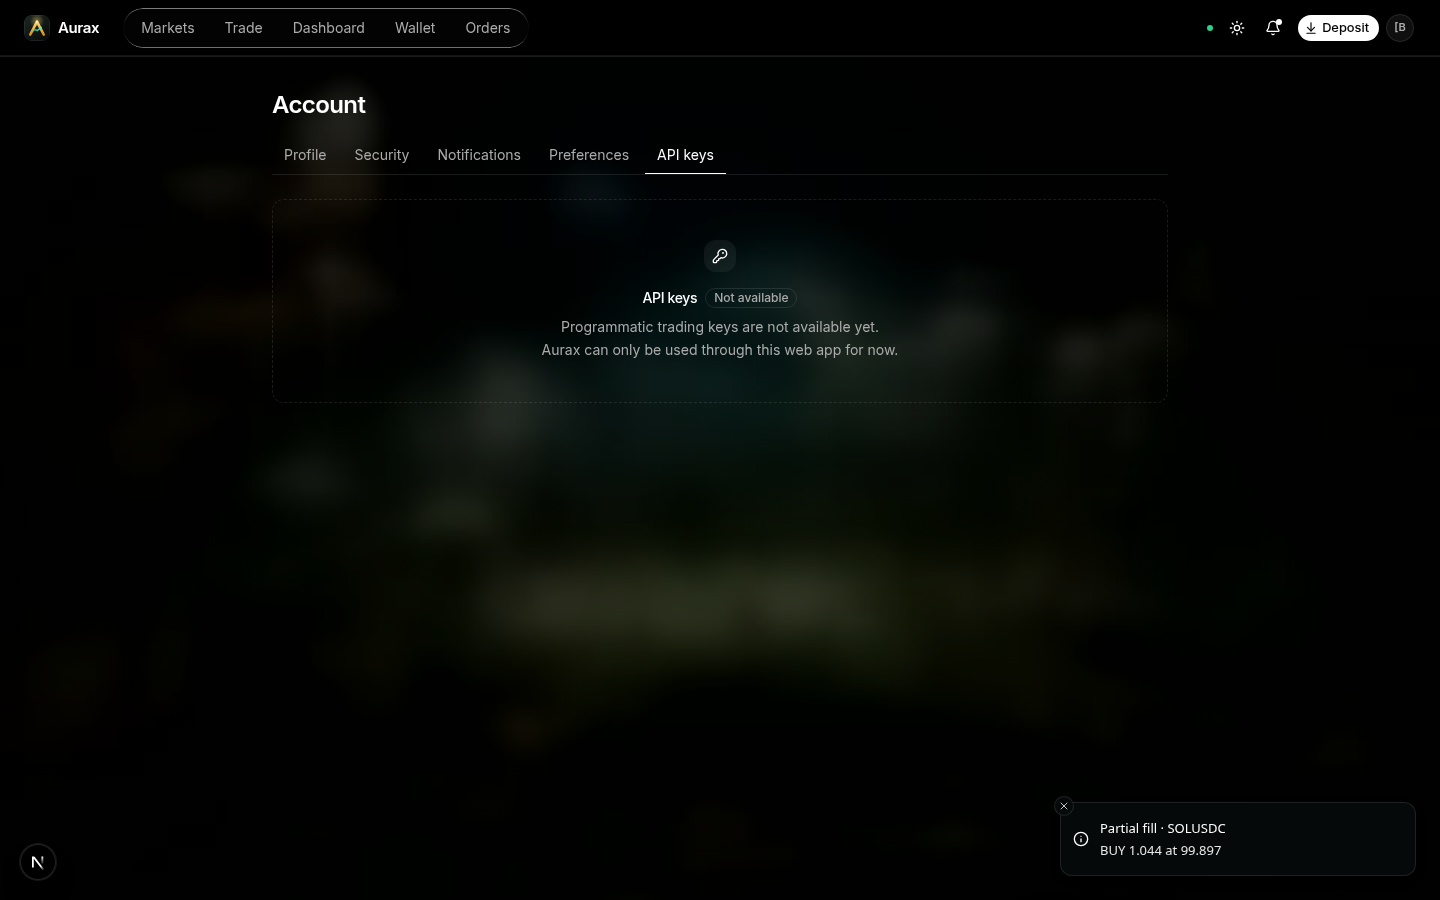 Aurax
Markets Trade Dashboard Wallet Orders
Deposit
[B
Account
Profile Security Notifications Preferences API keys
API keys Not available
Programmatic trading keys are not available yet.
Aurax can only be used through this web app for now.
Partial fill · SOLUSDC
BUY 1.044 at 99.897
N